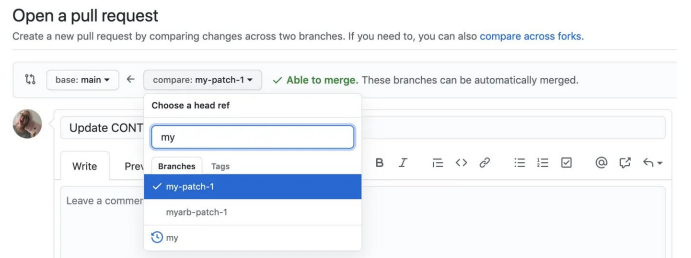 Open a pull request
Create a new pull request by comparing changes across two branches. If you need to, you can also compare across forks.
base: main ← compare: my-patch-1 ✓ Able to merge. These branches can be automatically merged.
Choose a head ref
Update CONT
my
Write Prev Branches Tags B I
my-patch-1
Leave a commen
myarb-patch-1
my